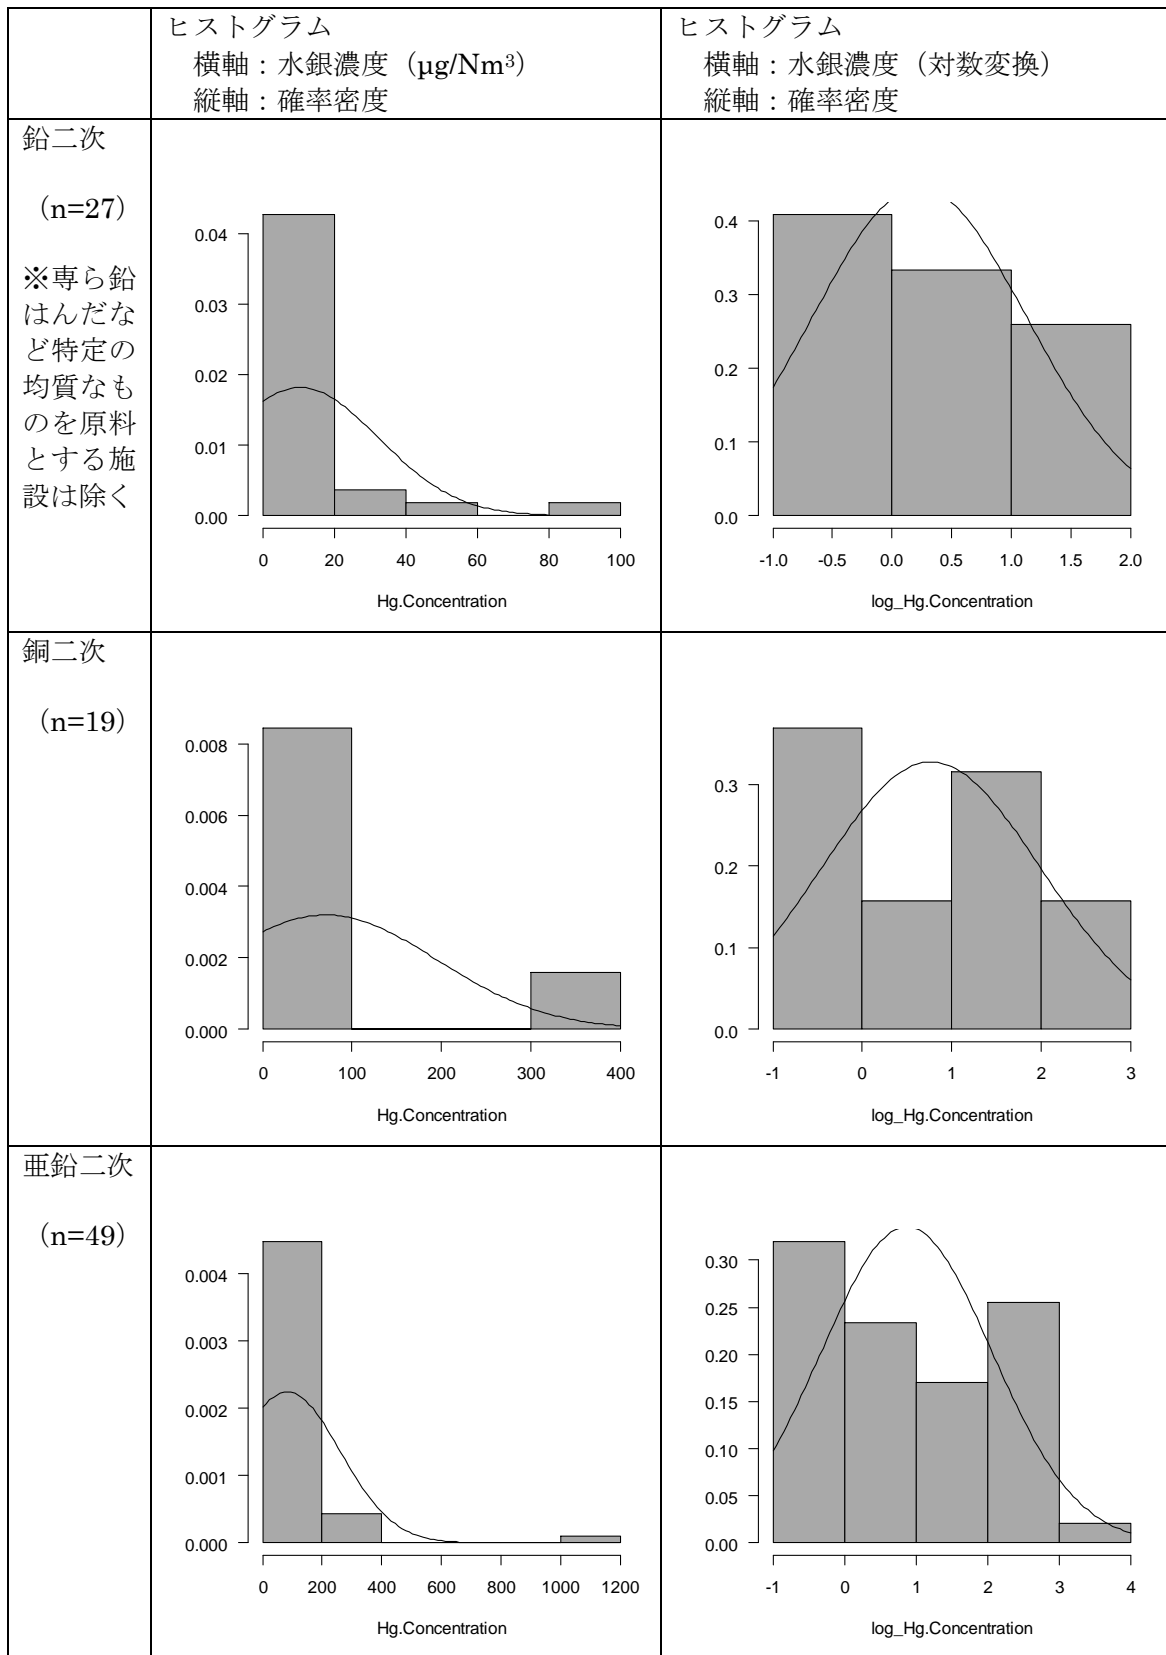 ヒストグラム
横軸：水銀濃度（µg/Nm³）
縦軸：確率密度
ヒストグラム
横軸：水銀濃度（対数変換）
縦軸：確率密度
鉛二次
（n=27）
※専ら鉛
はんだな
ど特定の
均質なも
のを原料
とする施
設は除く
0.04
0.03
0.02
0.01
0.00
0 20 40 60 80 100
Hg.Concentration
0.4
0.3
0.2
0.1
0.0
-1.0 -0.5 0.0 0.5 1.0 1.5 2.0
log_Hg.Concentration
銅二次
（n=19）
0.008
0.006
0.004
0.002
0.000
0 100 200 300 400
Hg.Concentration
0.3
0.2
0.1
0.0
-1 0 1 2 3
log_Hg.Concentration
亜鉛二次
（n=49）
0.004
0.003
0.002
0.001
0.000
0 200 400 600 800 1000 1200
Hg.Concentration
0.30
0.25
0.20
0.15
0.10
0.05
0.00
-1 0 1 2 3 4
log_Hg.Concentration